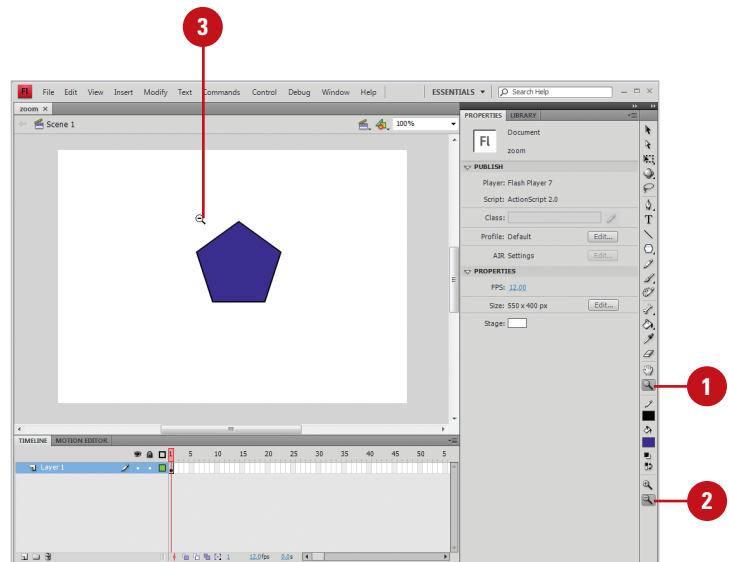 3
FL File Edit View Insert Modify Text Commands Control Debug Window Help ESSENTIALS Search Help
zoom ×
Scene 1 100%
PROPERTIES LIBRARY
Fl Document
zoom
PUBLISH
Player: Flash Player 7
Script: ActionScript 2.0
Class:
Profile: Default Edit...
AIR Settings Edit...
PROPERTIES
FPS: 12.00
Size: 550 x 400 px Edit...
Stage:
T
1
2
TIMELINE MOTION EDITOR
1 5 10 15 20 25 30 35 40 45 50 5
Layer 1
1 12.0fps 0.0s